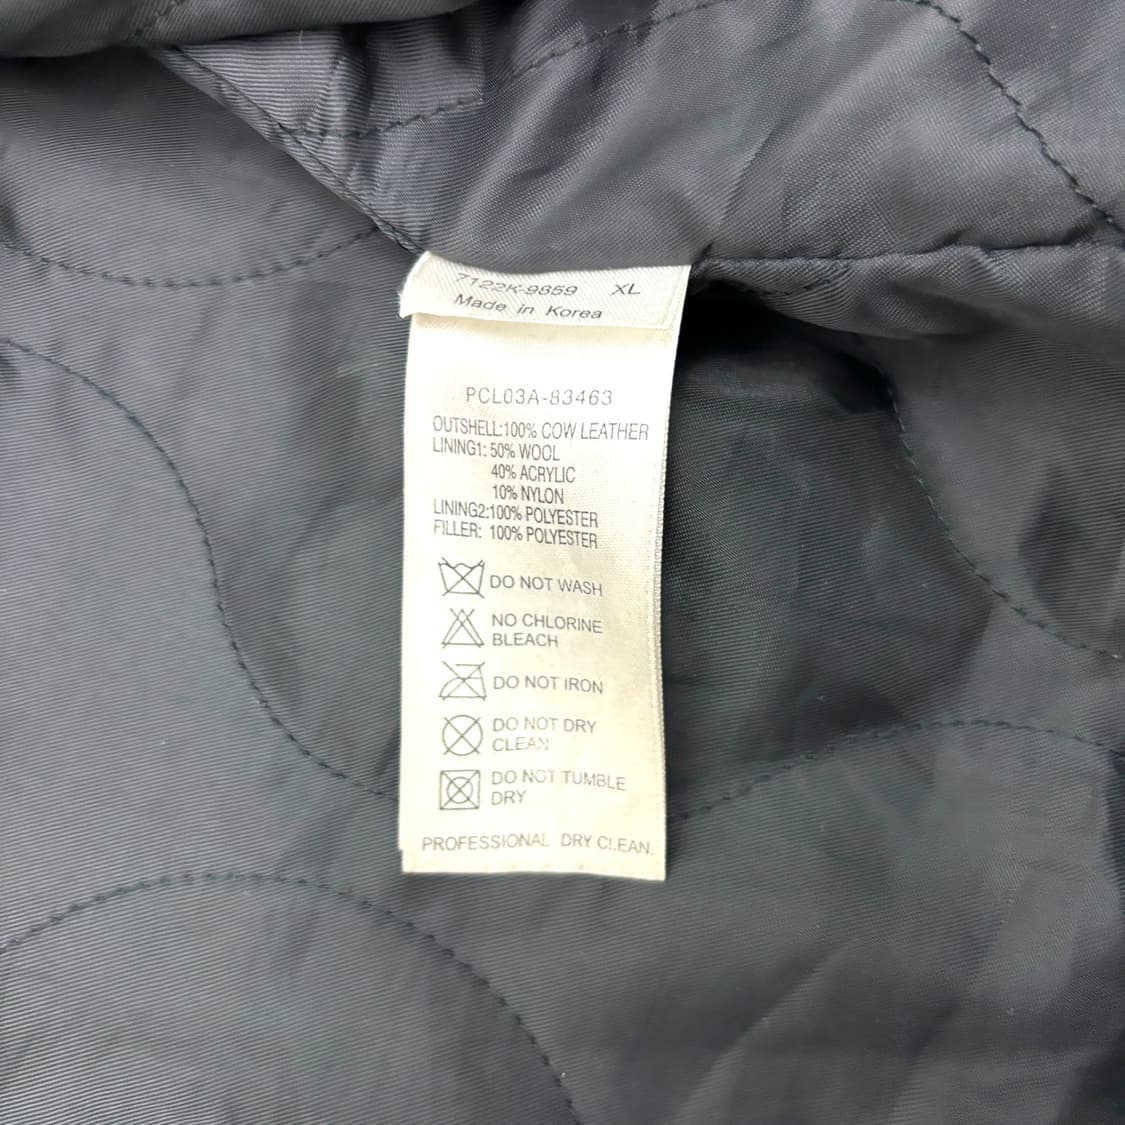 7122K-9859 XL
Made in Korea
PCL03A-83463
OUTSHELL:100% COW LEATHER
LINING1: 50% WOOL
40% ACRYLIC
10% NYLON
LINING2:100% POLYESTER
FILLER: 100% POLYESTER
DO NOT WASH
NO CHLORINE
BLEACH
DO NOT IRON
DO NOT DRY
CLEAN
DO NOT TUMBLE
DRY
PROFESSIONAL DRY CLEAN.